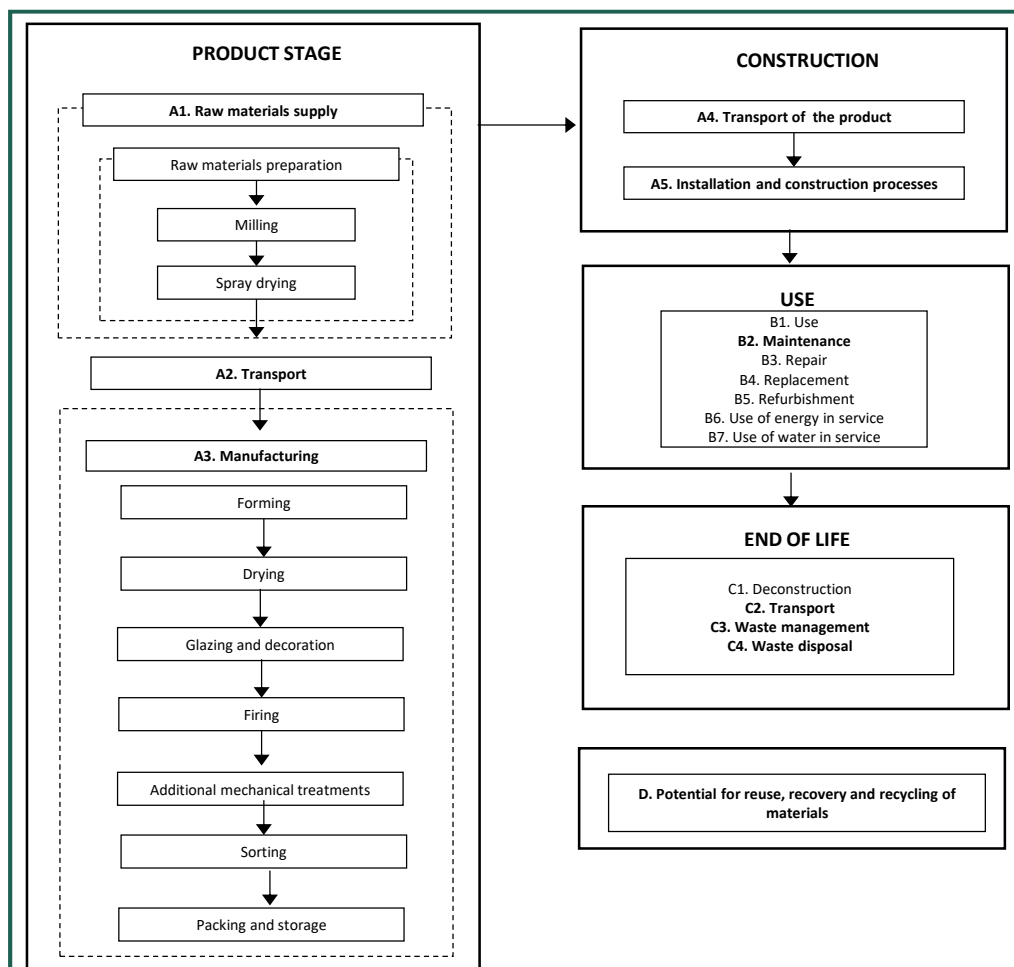 PRODUCT STAGE
A1. Raw materials supply
Raw materials preparation
Milling
Spray drying
A2. Transport
A3. Manufacturing
Forming
Drying
Glazing and decoration
Firing
Additional mechanical treatments
Sorting
Packing and storage
CONSTRUCTION
A4. Transport of the product
A5. Installation and construction processes
USE
B1. Use
B2. Maintenance
B3. Repair
B4. Replacement
B5. Refurbishment
B6. Use of energy in service
B7. Use of water in service
END OF LIFE
C1. Deconstruction
C2. Transport
C3. Waste management
C4. Waste disposal
D. Potential for reuse, recovery and recycling of
materials